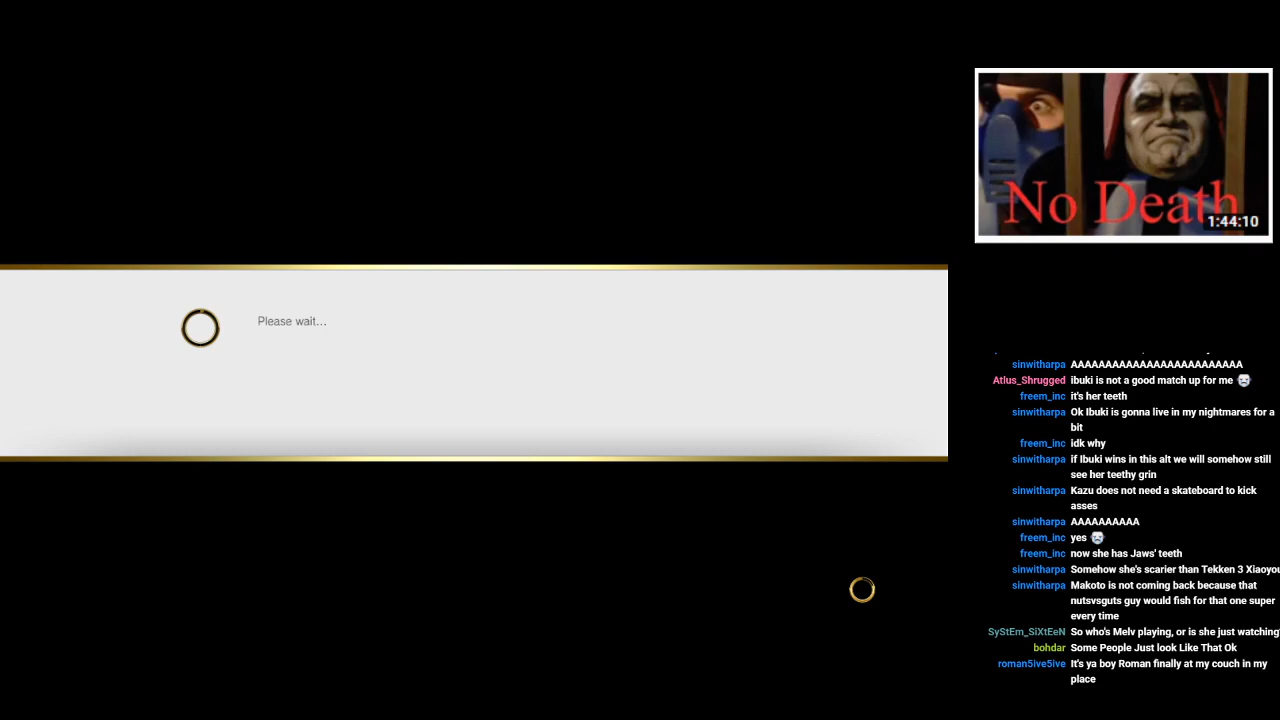 Please wait...
No Death
1:44:10
sinwitharpa AAAAAAAAAAAAAAAAAAAAAAAAA
Atlus_Shrugged ibuki is not a good match up for me
freem_inc it's her teeth
sinwitharpa Ok Ibuki is gonna live in my nightmares for a
bit
freem_inc idk why
sinwitharpa if Ibuki wins in this alt we will somehow still
see her teethy grin
sinwitharpa Kazu does not need a skateboard to kick
asses
sinwitharpa AAAAAAAAAA
freem_inc yes
freem_inc now she has Jaws' teeth
sinwitharpa Somehow she's scarier than Tekken 3 Xiaoyou
sinwitharpa Makoto is not coming back because that
nutsvsguts guy would fish for that one super
every time
SyStEm_SiXtEeN So who's Melv playing, or is she just watching
bohdar Some People Just look Like That Ok
roman5ive5ive It's ya boy Roman finally at my couch in my
place